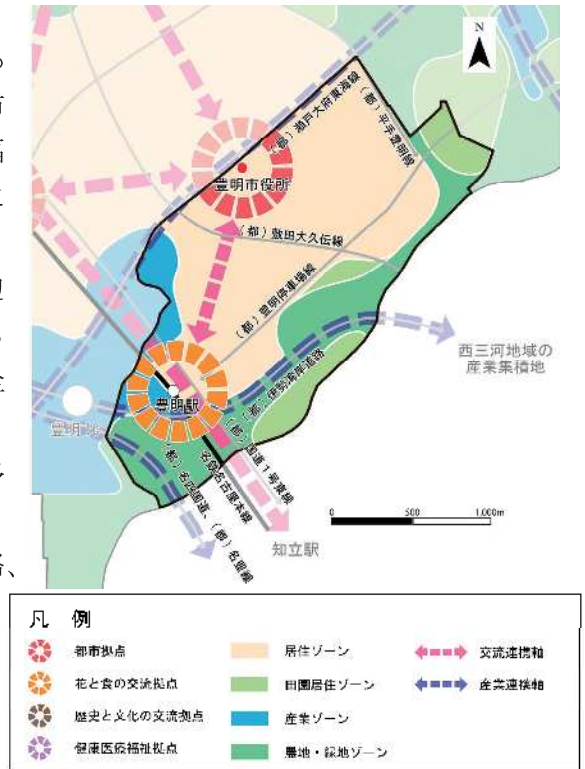 N
(都)瀬戸大府東海線
(都)平手豊明線
豊明市役所
(都)敷田大久伝線
(都)豊明停車場線
西三河地域の
産業集積地
(都)伊勢湾岸道路
豊明駅
豊明IC
(都)国道1号東線
名鉄名古屋本線
(都)名四国道、(都)名豊線
0 500 1,000m
知立駅
凡 例
都市拠点
居住ゾーン
交流連携軸
花と食の交流拠点
田園居住ゾーン
産業連携軸
歴史と文化の交流拠点
産業ゾーン
健康医療福祉拠点
農地・緑地ゾーン